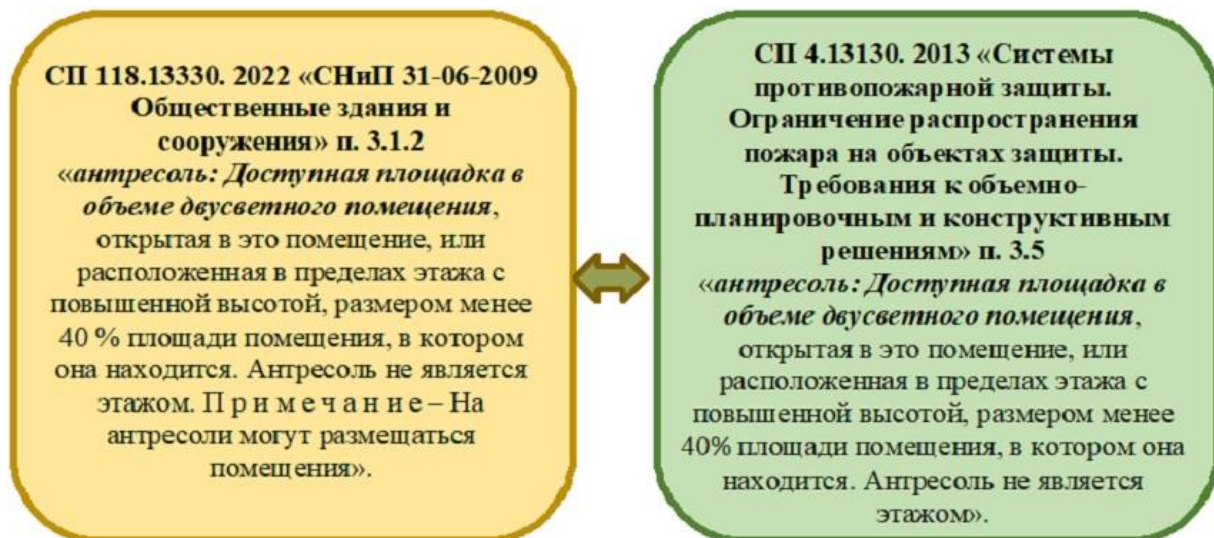 СП 118.13330. 2022 «СНиП 31-06-2009
Общественные здания и
сооружения» п. 3.1.2
«антресоль: Доступная площадка в
объеме двусветного помещения,
открытая в это помещение, или
расположенная в пределах этажа с
повышенной высотой, размером менее
40 % площади помещения, в котором
она находится. Антресоль не является
этажом. П р и м е ч а н и е – На
антресоли могут размещаться
помещения».
СП 4.13130. 2013 «Системы
противопожарной защиты.
Ограничение распространения
пожара на объектах защиты.
Требования к объемно-
планировочным и конструктивным
решениям» п. 3.5
«антресоль: Доступная площадка в
объеме двусветного помещения,
открытая в это помещение, или
расположенная в пределах этажа с
повышенной высотой, размером менее
40% площади помещения, в котором она
находится. Антресоль не является
этажом».